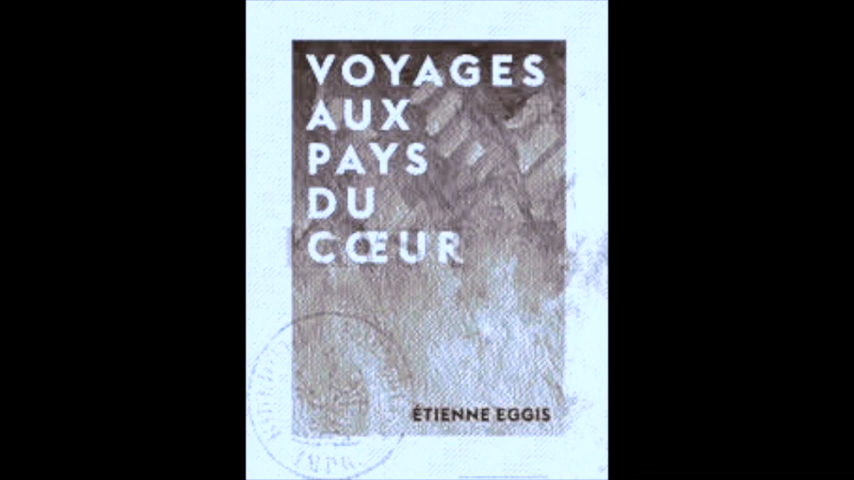 VOYAGES
AUX
PAYS
DU
CŒUR
ÉTIENNE EGGIS